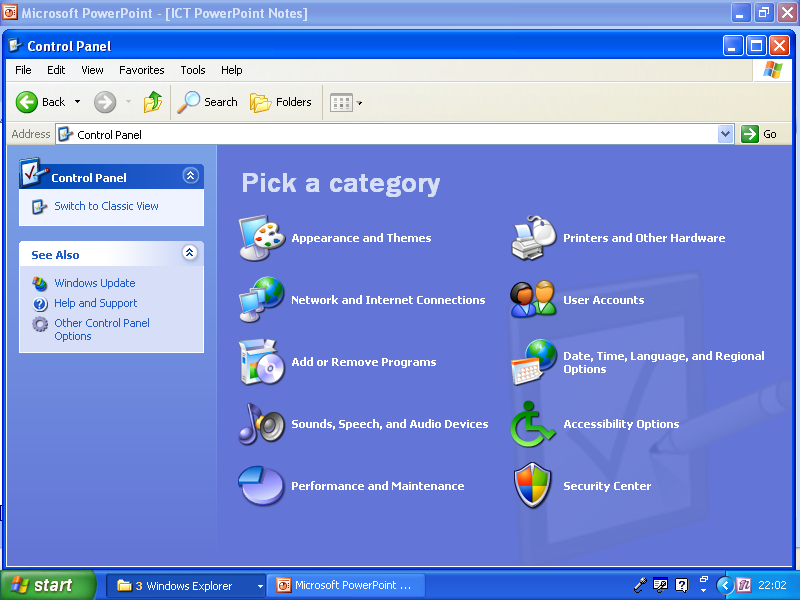 Microsoft PowerPoint - [ICT PowerPoint Notes]
Control Panel
File Edit View Favorites Tools Help
Back Search Folders
Address Control Panel Go
Control Panel
Switch to Classic View
See Also
Windows Update
Help and Support
Other Control Panel
Options
Pick a category
Appearance and Themes
Printers and Other Hardware
Network and Internet Connections
User Accounts
Add or Remove Programs
Date, Time, Language, and Regional
Options
Sounds, Speech, and Audio Devices
Accessibility Options
Performance and Maintenance
Security Center
start 3 Windows Explorer Microsoft PowerPoint ... 22:02